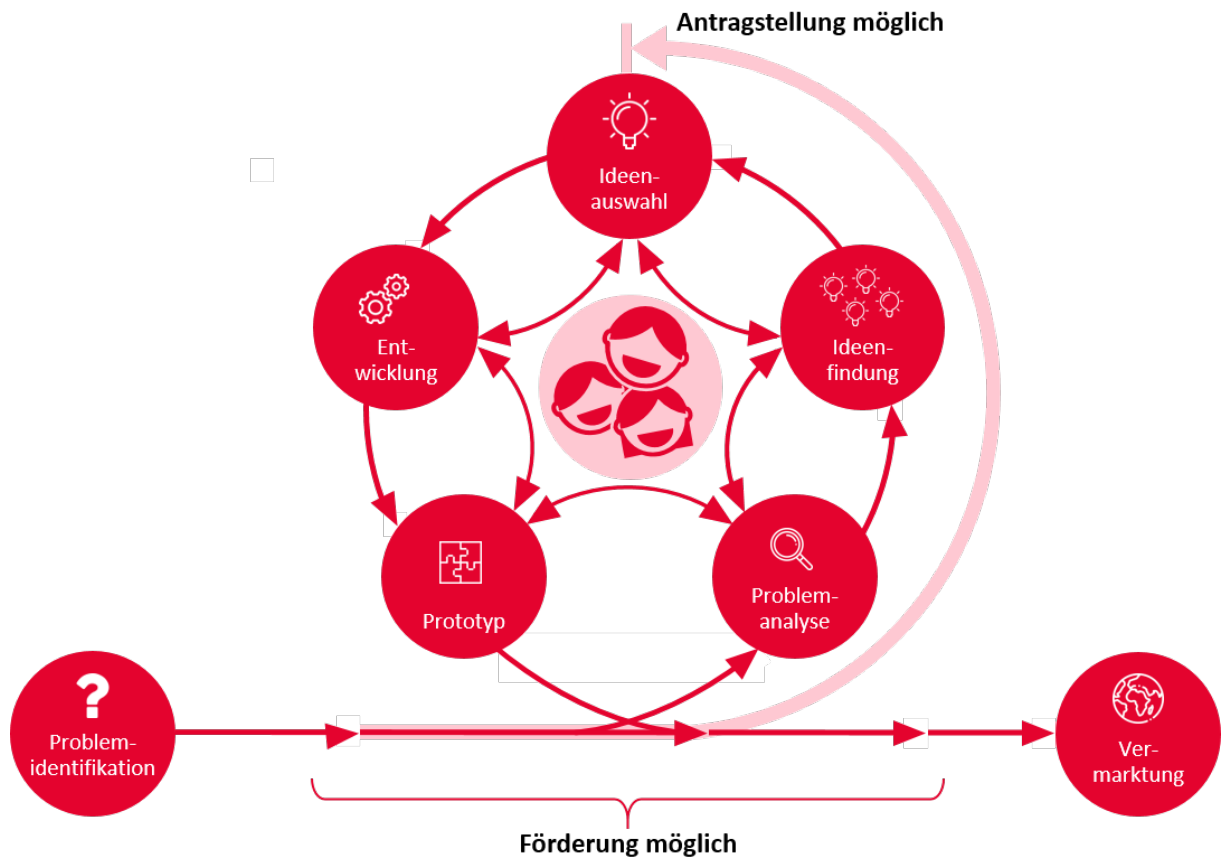 Antragstellung möglich
Ideen-
auswahl
Ent-
wicklung
Ideen-
findung
Prototyp
Problem-
analyse
?
Problem-
identifikation
Ver-
marktung
Förderung möglich